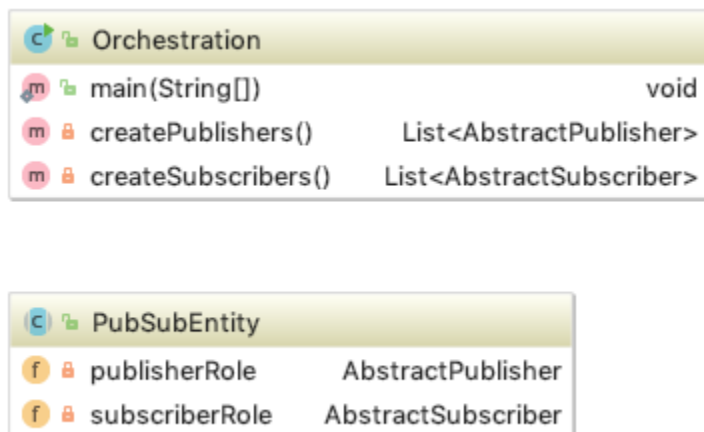 Orchestration
main(String[]) void
createPublishers() List<AbstractPublisher>
createSubscribers() List<AbstractSubscriber>
PubSubEntity
publisherRole AbstractPublisher
subscriberRole AbstractSubscriber